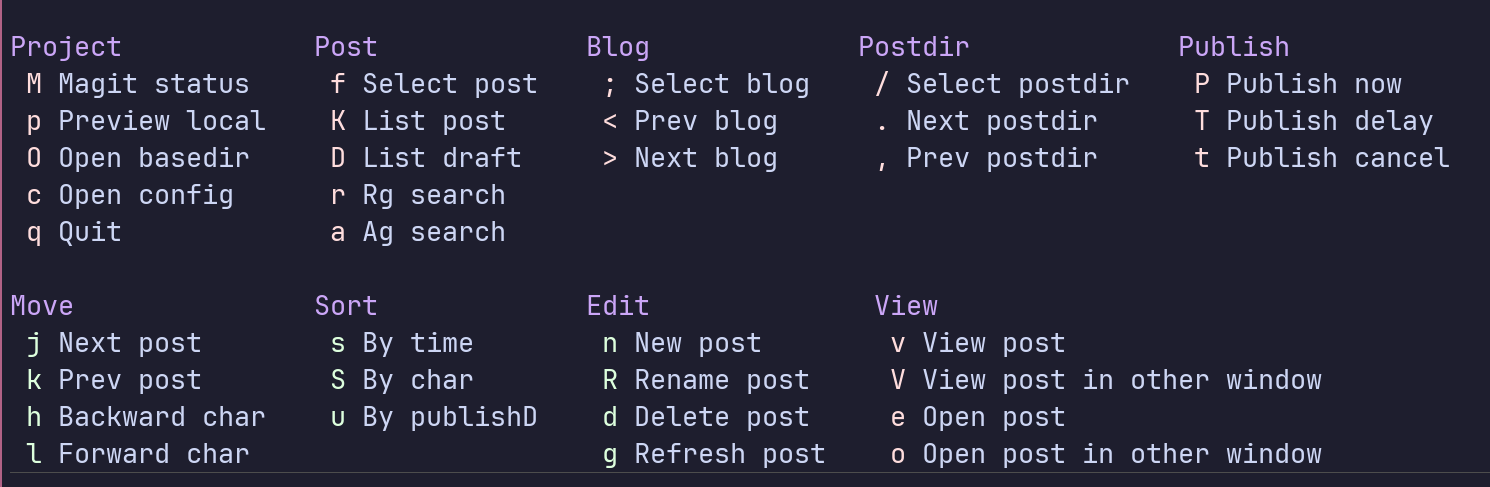 Project Post Blog Postdir Publish
M Magit status f Select post ; Select blog / Select postdir P Publish now
p Preview local K List post < Prev blog . Next postdir T Publish delay
O Open basedir D List draft > Next blog , Prev postdir t Publish cancel
c Open config r Rg search
q Quit a Ag search
Move Sort Edit View
j Next post s By time n New post v View post
k Prev post S By char R Rename post V View post in other window
h Backward char u By publishD d Delete post e Open post
l Forward char g Refresh post o Open post in other window